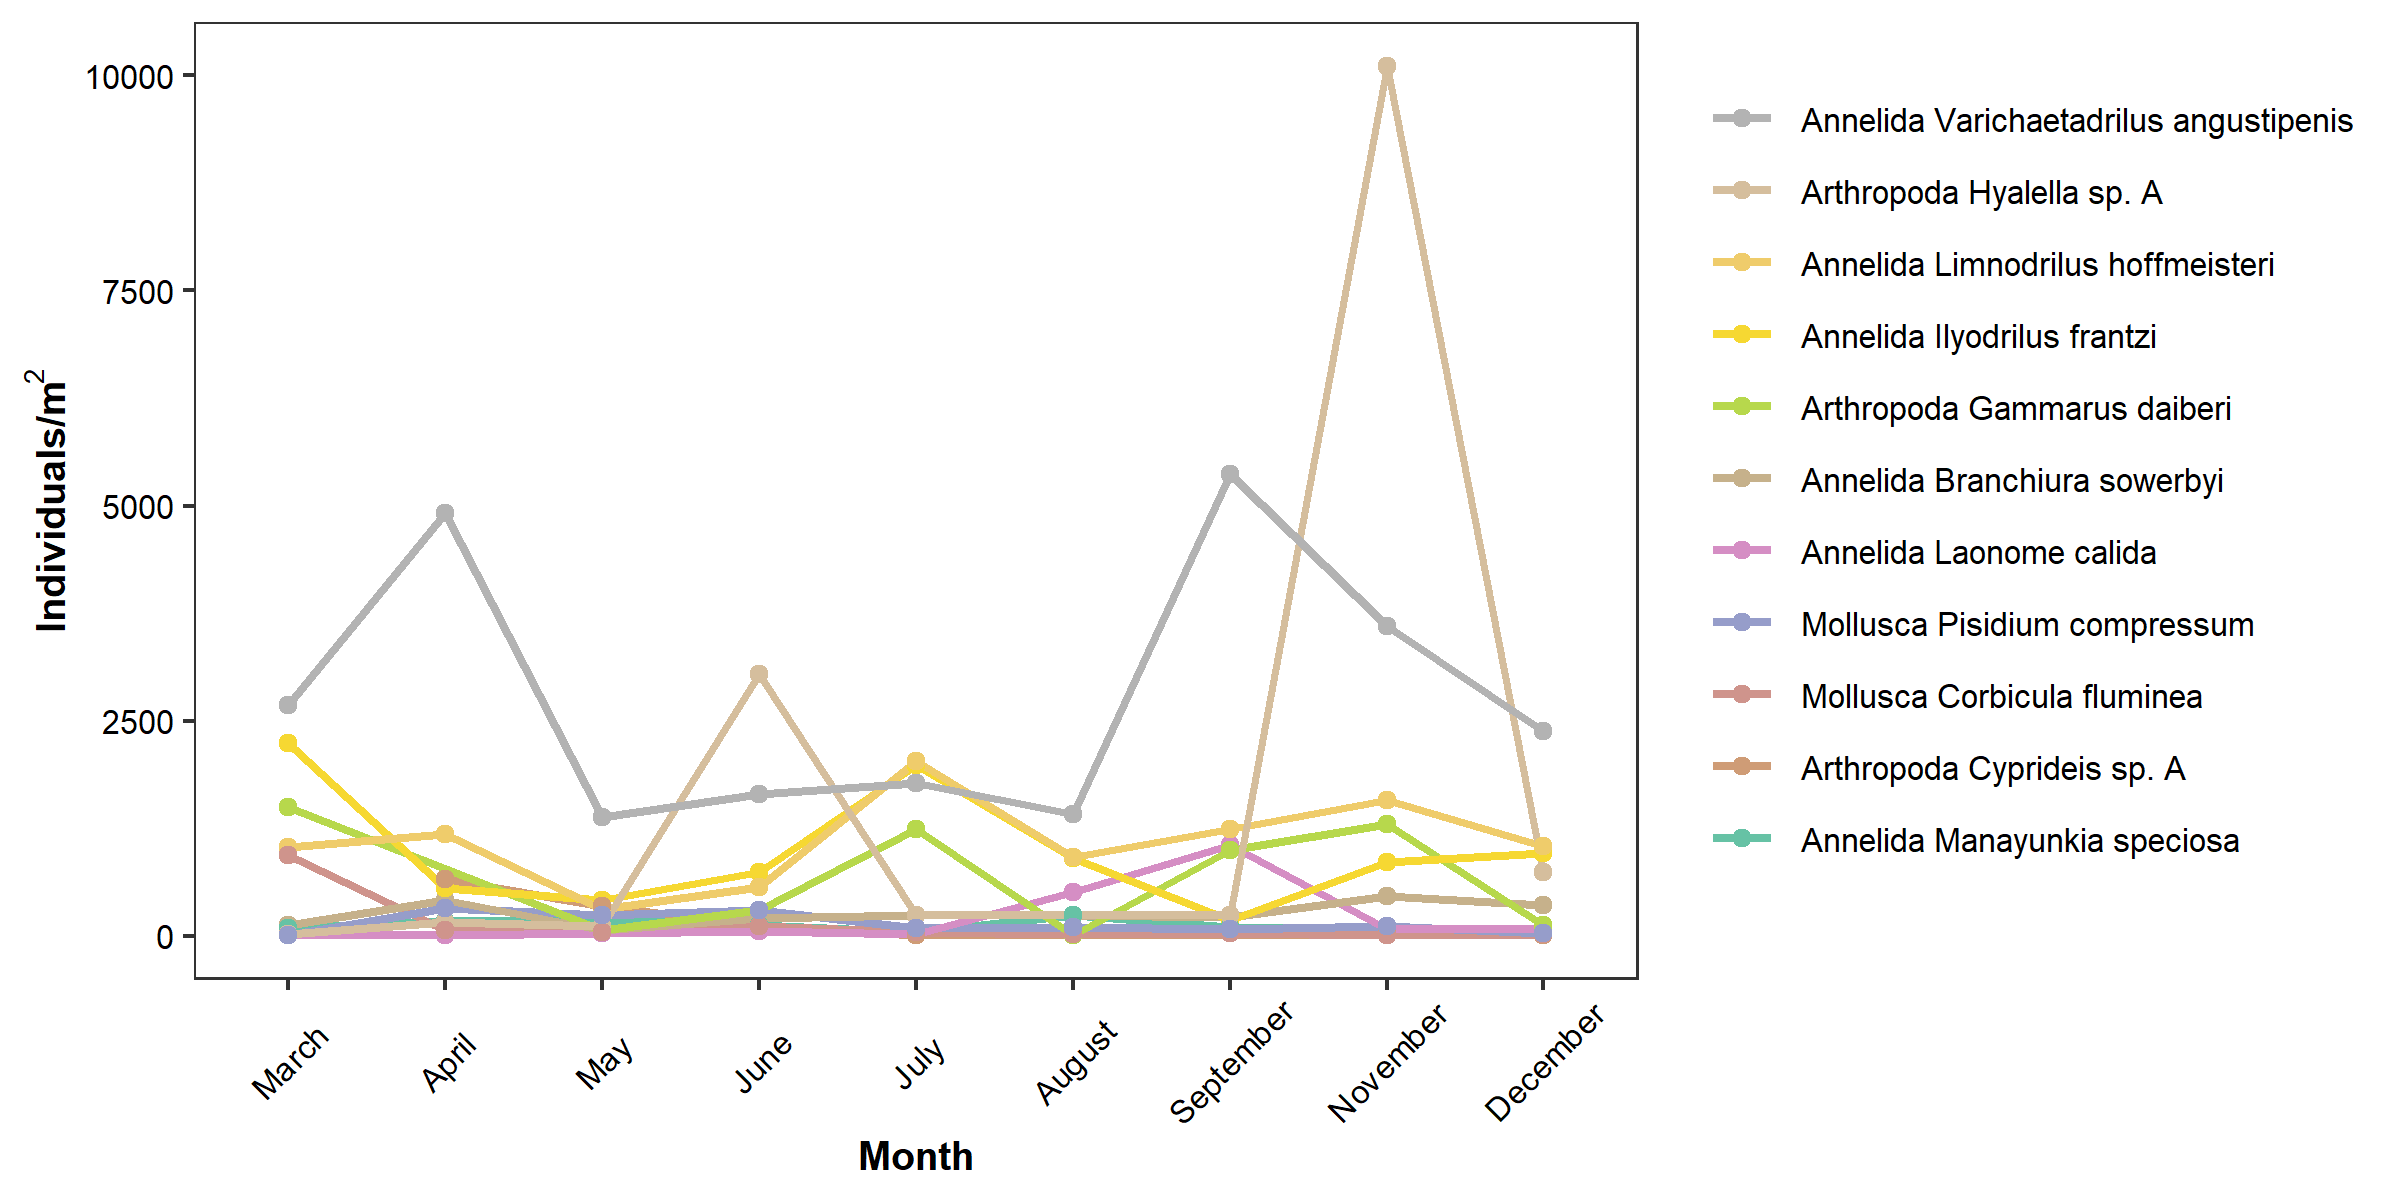 10000
7500
5000
2500
0
Individuals/m²
March
April
May
June
July
August
September
November
December
Month
Annelida Varichaetadrilus angustipenis
Arthropoda Hyalella sp. A
Annelida Limnodrilus hoffmeisteri
Annelida Ilyodrilus frantzi
Arthropoda Gammarus daiberi
Annelida Branchiura sowerbyi
Annelida Laonome calida
Mollusca Pisidium compressum
Mollusca Corbicula fluminea
Arthropoda Cyprideis sp. A
Annelida Manayunkia speciosa